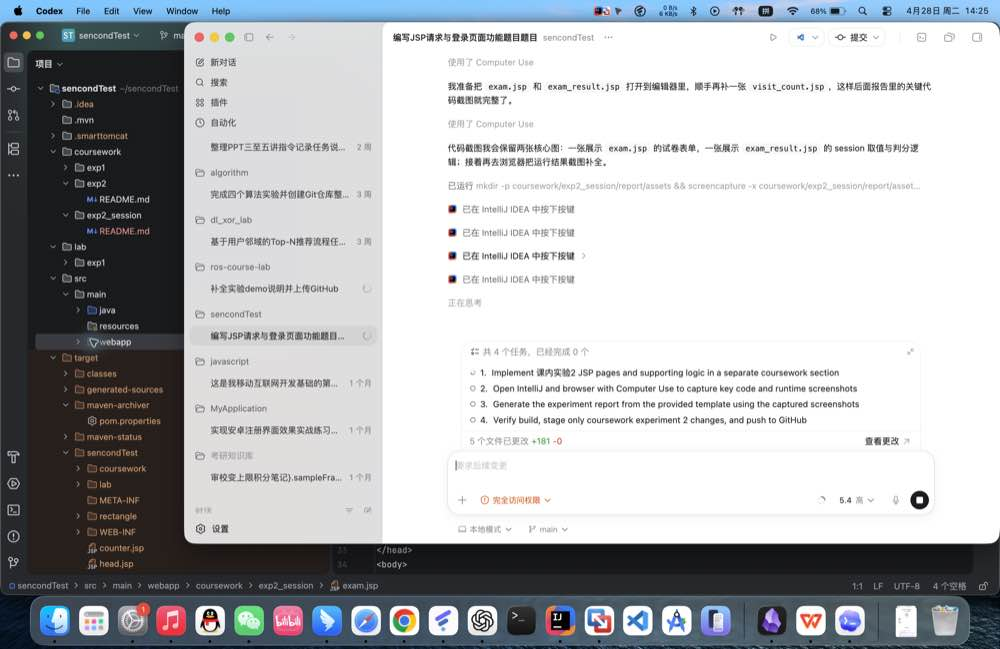 Codex File Edit View Window Help
0 B/s
6 KB/s
拼
68%
4月28日 周二 14:25
ST sencondTest
项目
sencondTest ~/sencondTest
.idea
.mvn
.smarttomcat
coursework
exp1
exp2
M↓ README.md
exp2_session
M↓ README.md
lab
exp1
src
main
java
resources
webapp
target
classes
generated-sources
maven-archiver
pom.properties
maven-status
sencondTest
coursework
lab
META-INF
rectangle
WEB-INF
counter.jsp
head.jsp
新对话
搜索
插件
自动化
整理PPT三至五讲指令记录任务说... 2 周
algorithm
完成四个算法实验并创建Git仓库整... 3 周
dl_xor_lab
基于用户邻域的Top-N推荐流程任... 3 周
ros-course-lab
补全实验demo说明并上传GitHub
sencondTest
编写JSP请求与登录页面功能题目...
javascript
这是我移动互联网开发基础的第... 1 个月
MyApplication
实现安卓注册界面效果实战练习... 1 个月
考研知识库
审校变上限积分笔记}.sampleFra... 1 个月
对话
设置
编写JSP请求与登录页面功能题目题目 sencondTest ···
提交
使用了 Computer Use
我准备把 exam.jsp 和 exam_result.jsp 打开到编辑器里，顺手再补一张 visit_count.jsp ，这样后面报告里的关键代
码截图就完整了。
使用了 Computer Use
代码截图我会保留两张核心图：一张展示 exam.jsp 的试卷表单，一张展示 exam_result.jsp 的 session 取值与判分逻
辑；接着再去浏览器把运行结果截图补全。
已运行 mkdir -p coursework/exp2_session/report/assets && screencapture -x coursework/exp2_session/report/asset...
已在 IntelliJ IDEA 中按下按键
已在 IntelliJ IDEA 中按下按键
已在 IntelliJ IDEA 中按下按键
已在 IntelliJ IDEA 中按下按键
正在思考
共 4 个任务，已经完成 0 个
1. Implement 课内实验2 JSP pages and supporting logic in a separate coursework section
2. Open IntelliJ and browser with Computer Use to capture key code and runtime screenshots
3. Generate the experiment report from the provided template using the captured screenshots
4. Verify build, stage only coursework experiment 2 changes, and push to GitHub
5 个文件已更改 +181 -0 查看更改
要求后续变更
完全访问权限 5.4 高
本地模式 main
33 </head>
34 <body>
sencondTest > src > main > webapp > coursework > exp2_session > exam.jsp 1:1 LF UTF-8 4 个空格
1
bilibili
IJ